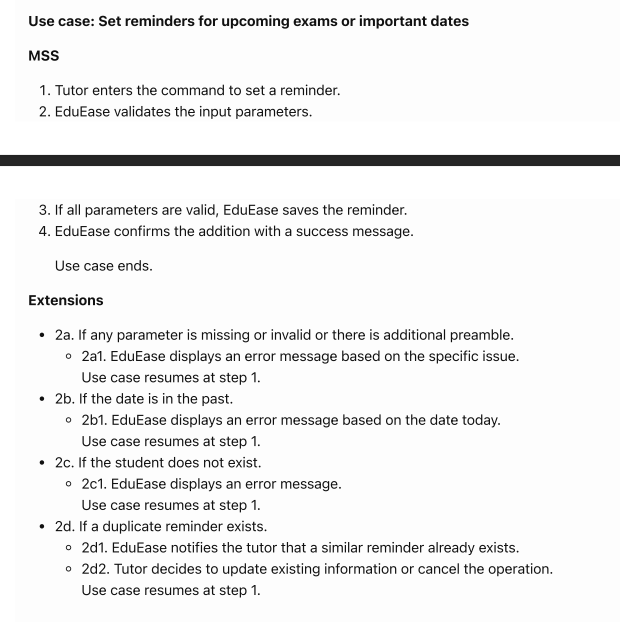 Use case: Set reminders for upcoming exams or important dates
MSS
1. Tutor enters the command to set a reminder.
2. EduEase validates the input parameters.
3. If all parameters are valid, EduEase saves the reminder.
4. EduEase confirms the addition with a success message.
Use case ends.
Extensions
• 2a. If any parameter is missing or invalid or there is additional preamble.
◦ 2a1. EduEase displays an error message based on the specific issue.
Use case resumes at step 1.
• 2b. If the date is in the past.
◦ 2b1. EduEase displays an error message based on the date today.
Use case resumes at step 1.
• 2c. If the student does not exist.
◦ 2c1. EduEase displays an error message.
Use case resumes at step 1.
• 2d. If a duplicate reminder exists.
◦ 2d1. EduEase notifies the tutor that a similar reminder already exists.
◦ 2d2. Tutor decides to update existing information or cancel the operation.
Use case resumes at step 1.